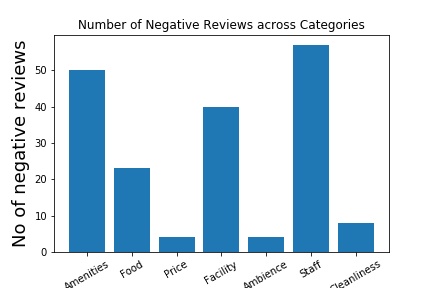 Number of Negative Reviews across Categories
No of negative reviews
50
40
30
20
10
0
Amenities
Food
Price
Facility
Ambience
Staff
Cleanliness